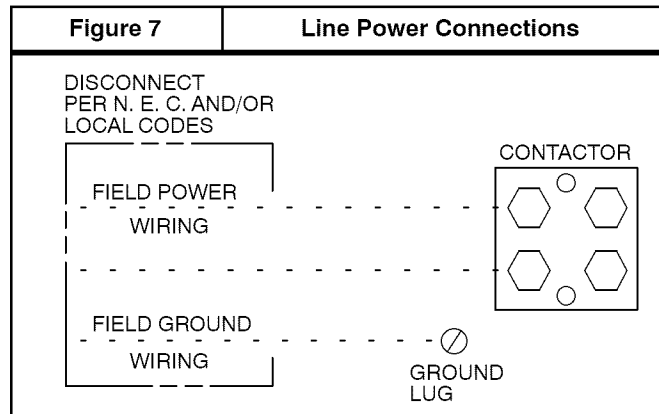 Figure 7
Line Power Connections
DISCONNECT
PER N. E. C. AND/OR
LOCAL CODES
CONTACTOR
FIELD POWER
WIRING
FIELD GROUND
WIRING
GROUND
LUG